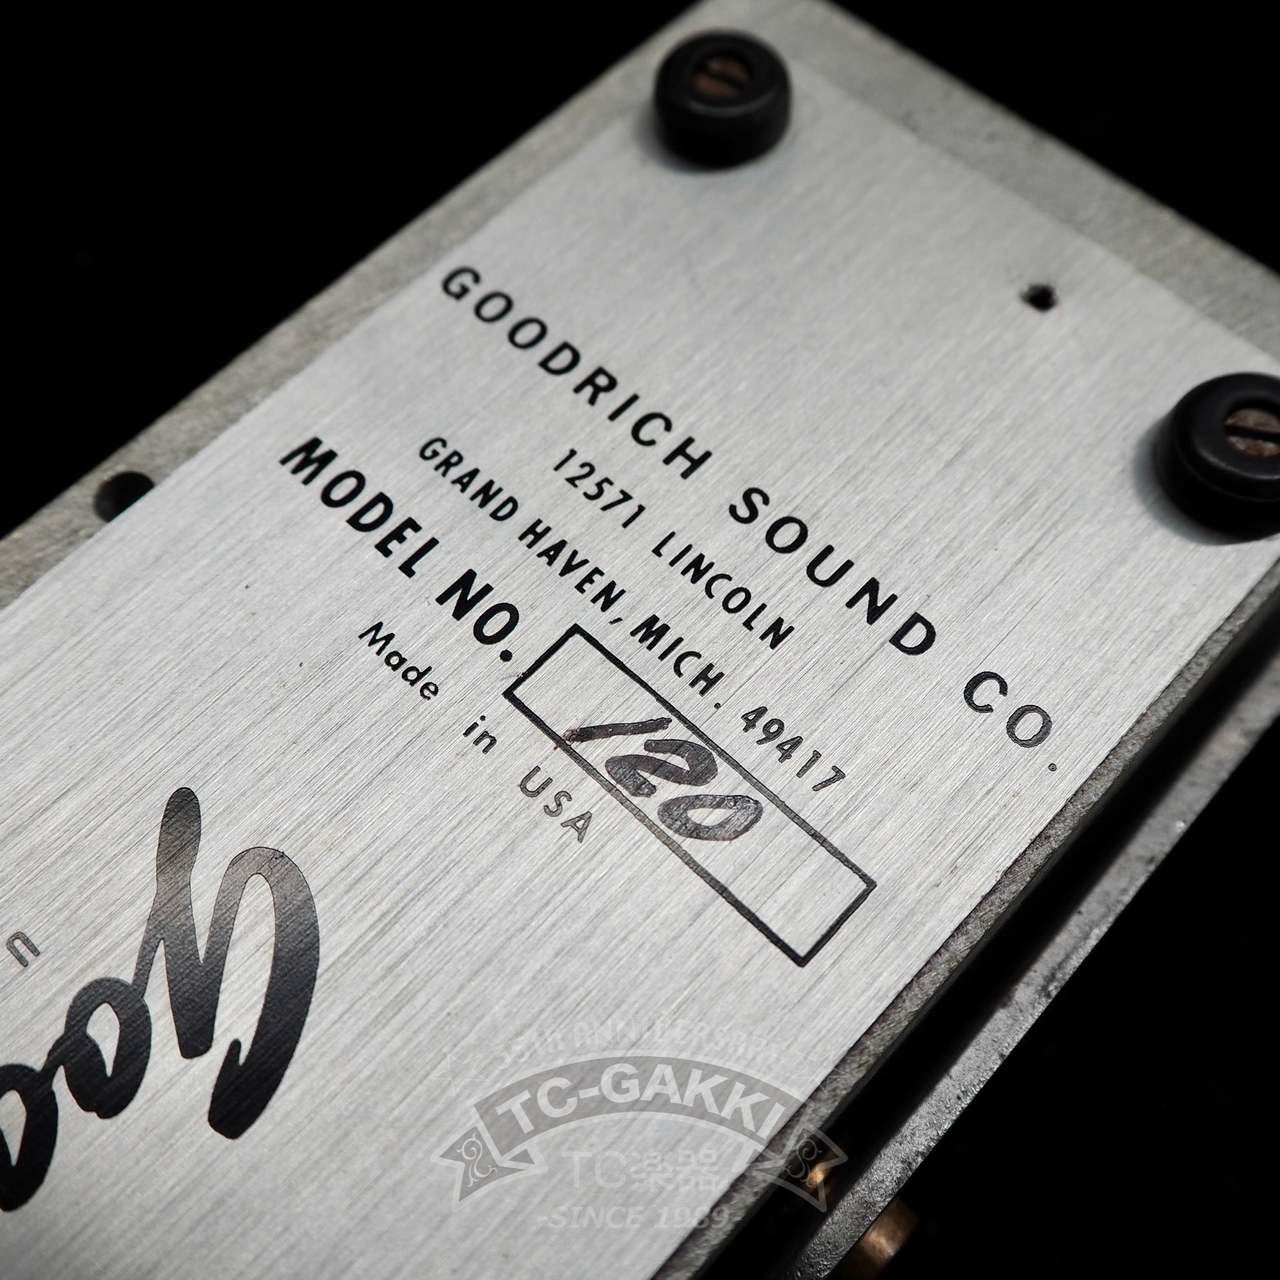 GOODRICH SOUND CO.
12571 LINCOLN
GRAND HAVEN, MICH. 49417
MODEL NO. 120
Made in USA
Goo
n
TC-GAKKI
TC楽器
-SINCE 1989-